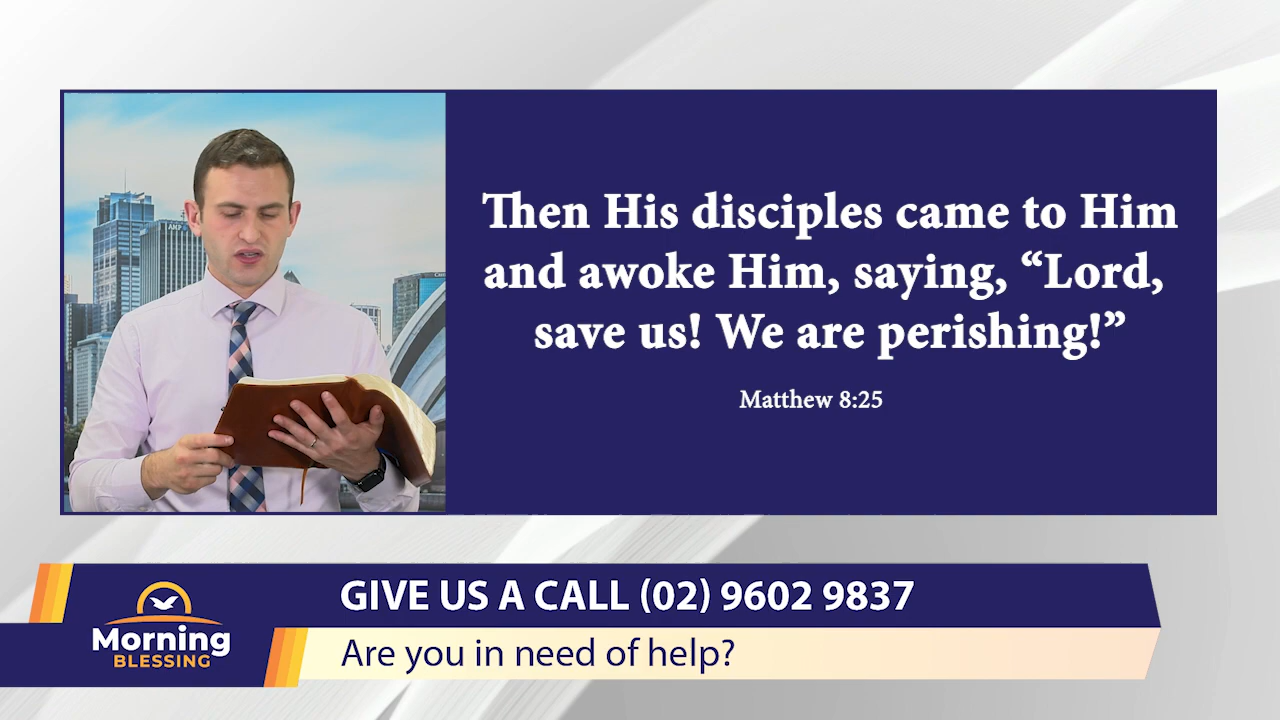 Then His disciples came to Him
and awoke Him, saying, “Lord,
save us! We are perishing!”
Matthew 8:25
GIVE US A CALL (02) 9602 9837
Are you in need of help?
Morning
BLESSING
AMP